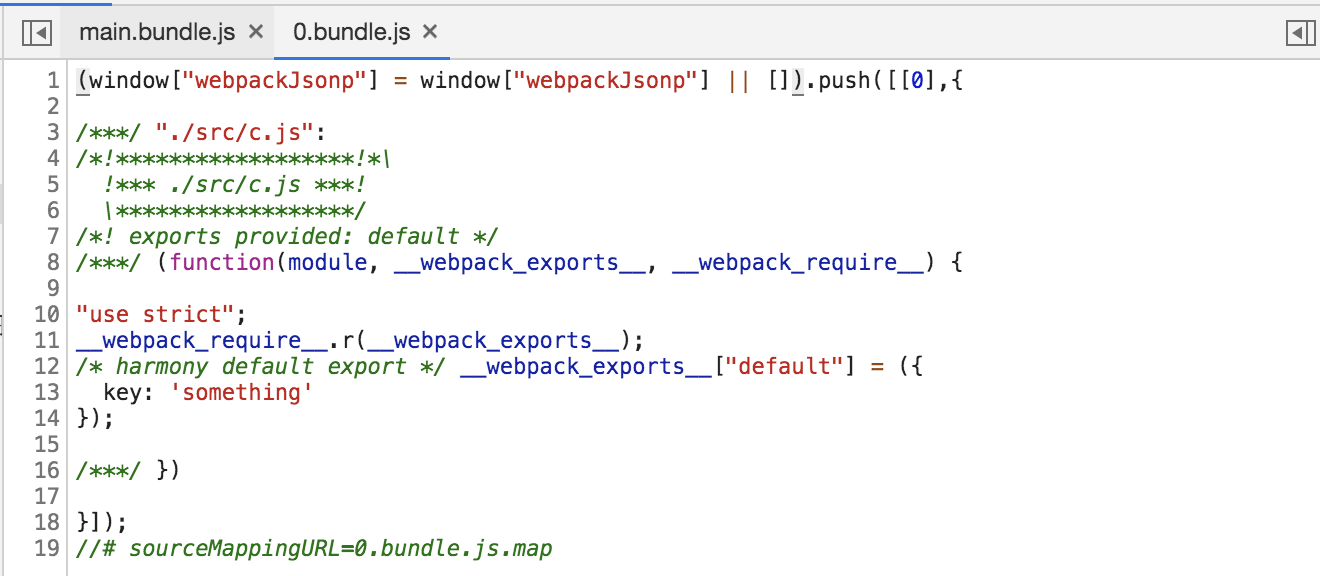 main.bundle.js × 0.bundle.js ×
1 (window["webpackJsonp"] = window["webpackJsonp"] || []).push([[0],{
2
3 /***/ "./src/c.js":
4 /*!******************!*\
5   !*** ./src/c.js ***!
6   \******************/
7 /*! exports provided: default */
8 /***/ (function(module, __webpack_exports__, __webpack_require__) {
9
10 "use strict";
11 __webpack_require__.r(__webpack_exports__);
12 /* harmony default export */ __webpack_exports__["default"] = ({
13   key: 'something'
14 });
15
16 /***/ })
17
18 }]);
19 //# sourceMappingURL=0.bundle.js.map